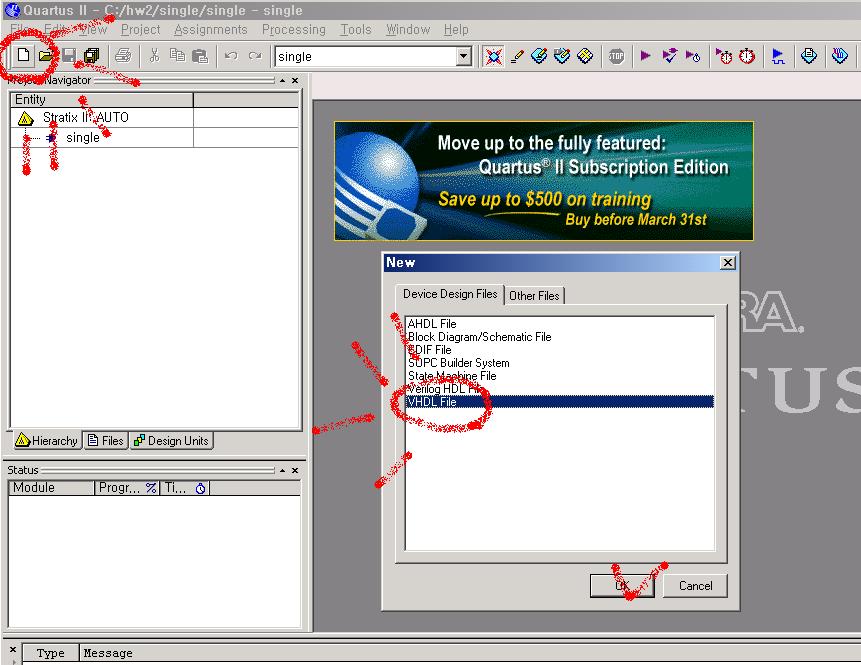 Quartus II - C:/hw2/single/single - single
File Edit View Project Assignments Processing Tools Window Help
single
STOP
Project Navigator
Entity
Stratix II: AUTO
single
Hierarchy Files Design Units
Status
Module Progr... % Ti...
Type Message
Move up to the fully featured:
Quartus® II Subscription Edition
Save up to $500 on training
Buy before March 31st
New
Device Design Files Other Files
AHDL File
Block Diagram/Schematic File
EDIF File
SOPC Builder System
State Machine File
Verilog HDL File
VHDL File
OK Cancel
RA.
TUS